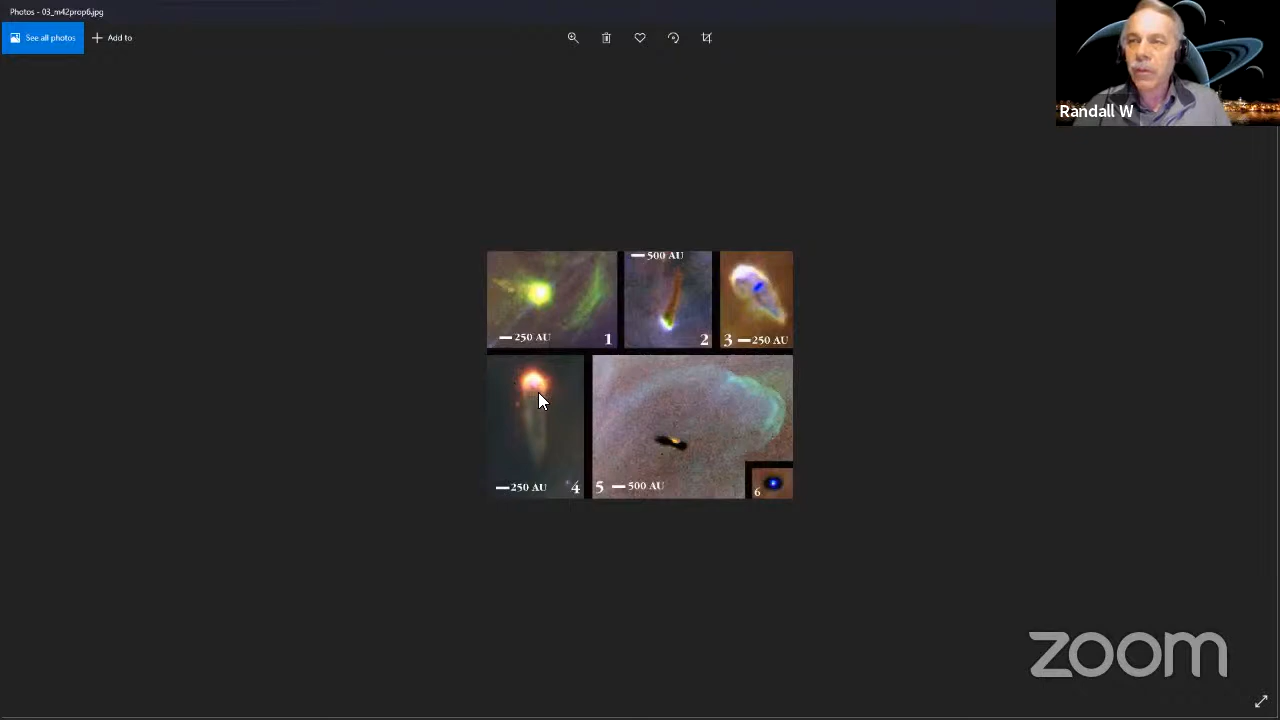 Photos - 03_m42prop6.jpg
See all photos
Add to
Randall W
500 AU
250 AU 1
2
3 250 AU
250 AU 4
5 500 AU
6
zoom